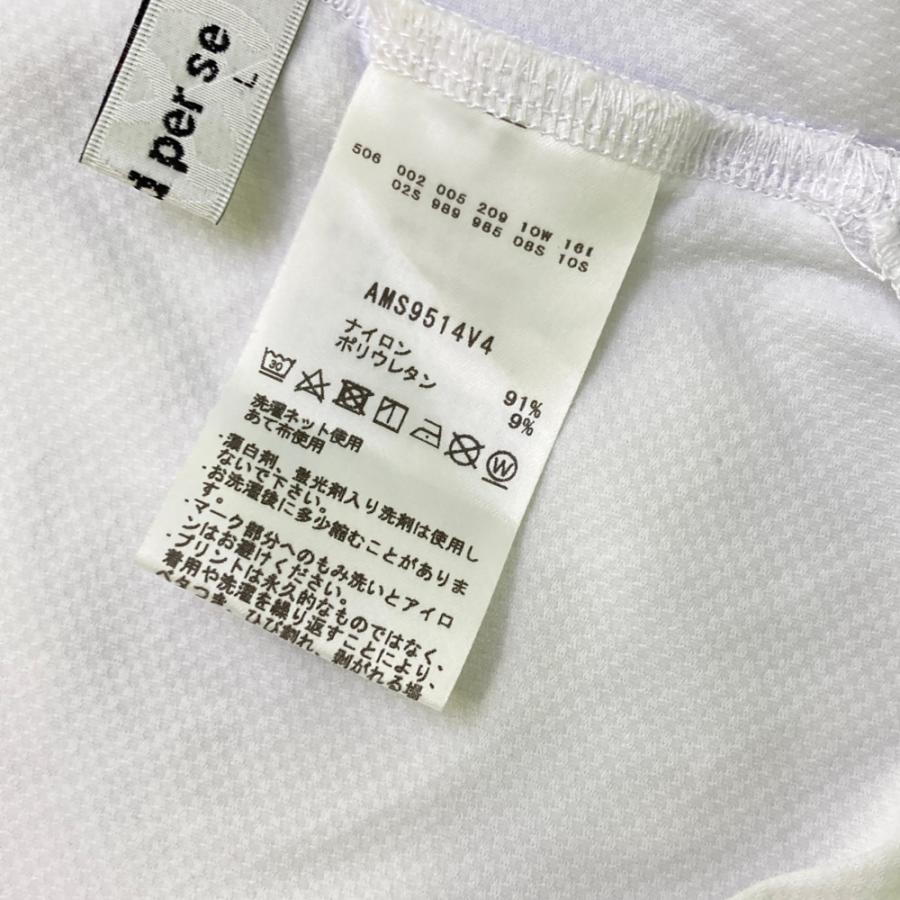 per se
L
506
002 005 209 10W
02S 989 985 08S 10S
AMS9514V4
ナイロン 91%
ポリウレタン 9%
30
W
洗濯ネット使用
あて布使用
・漂白剤、蛍光剤入り洗剤は使用し
ないで下さい。
・お洗濯後に多少縮むことがありま
す。
・マーク部分へのもみ洗いとアイロ
ンはお避けください。
・プリントは永久的なものではなく、
着用や洗濯を繰り返すことにより、
ベタつき、ひび割れ、剥がれる場